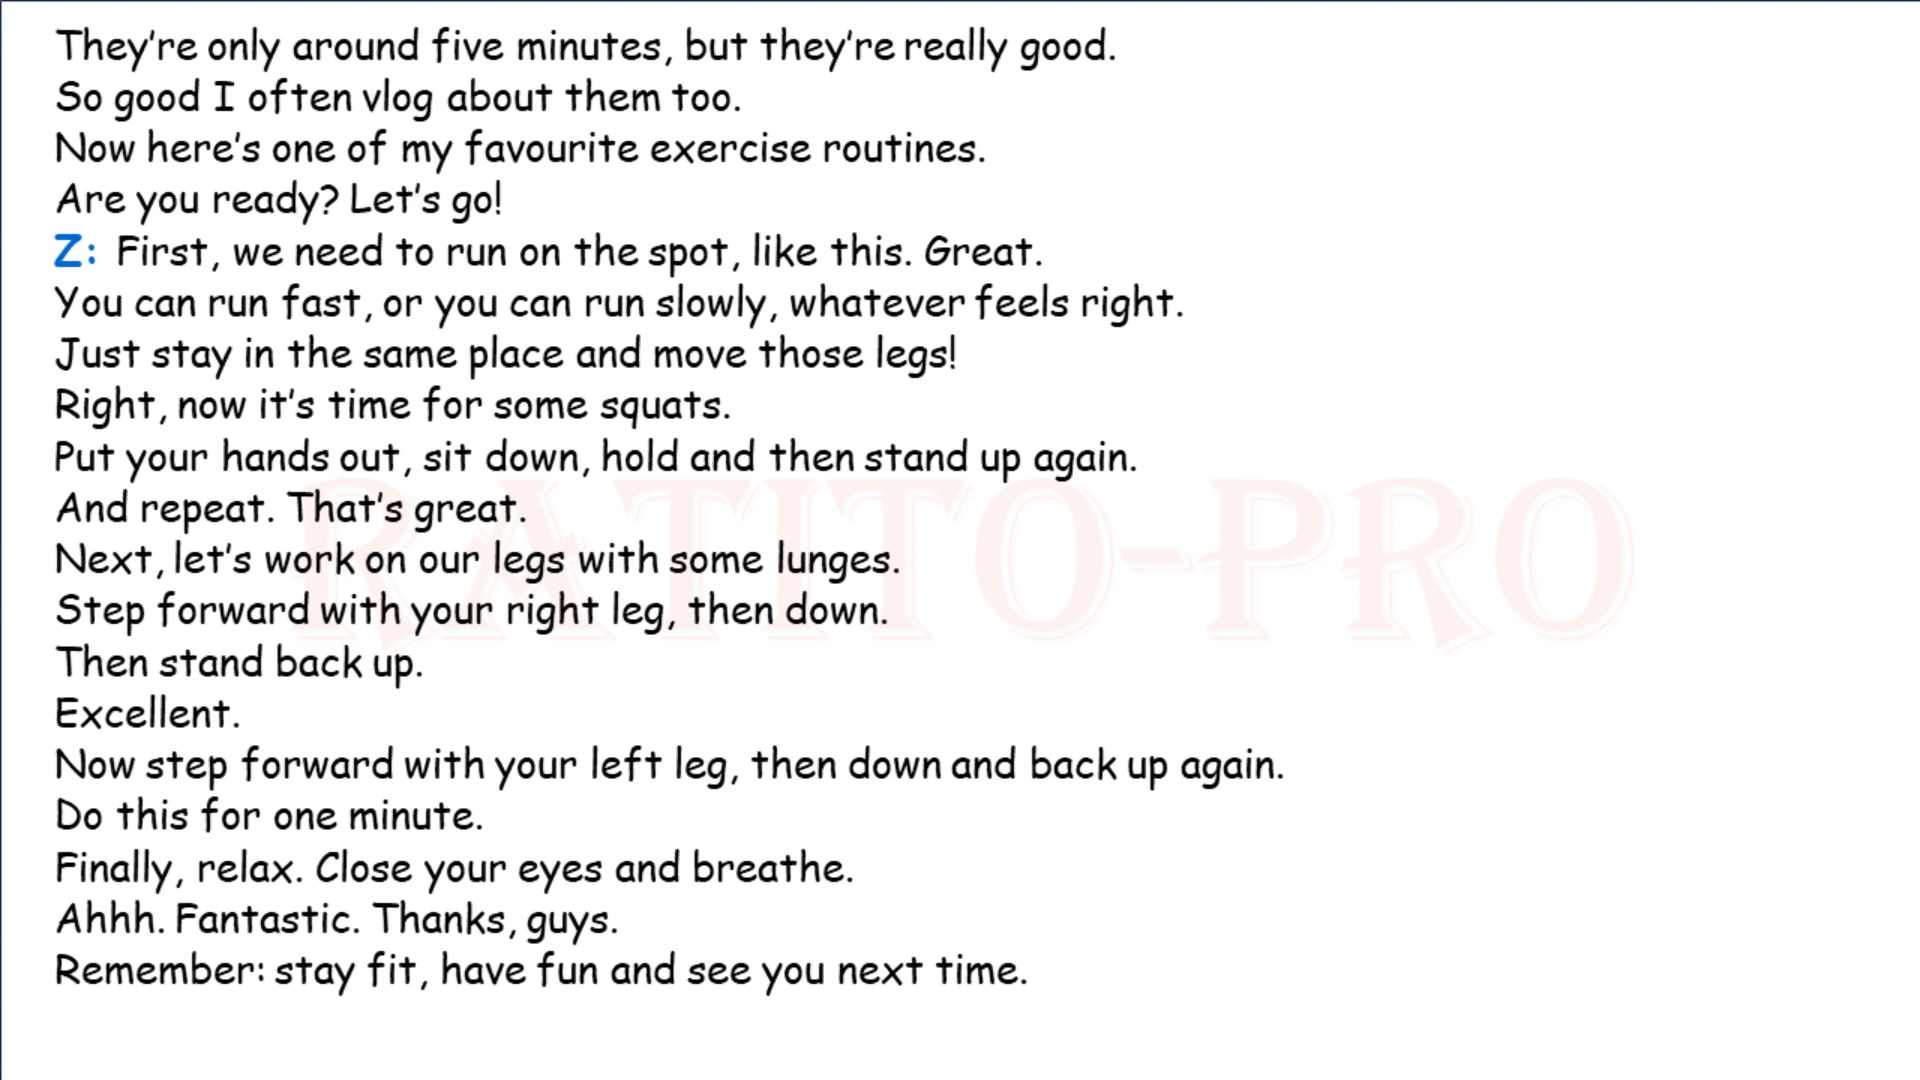 They're only around five minutes, but they're really good.
So good I often vlog about them too.
Now here's one of my favourite exercise routines.
Are you ready? Let's go!
Z: First, we need to run on the spot, like this. Great.
You can run fast, or you can run slowly, whatever feels right.
Just stay in the same place and move those legs!
Right, now it's time for some squats.
Put your hands out, sit down, hold and then stand up again.
And repeat. That's great.
Next, let's work on our legs with some lunges.
Step forward with your right leg, then down.
Then stand back up.
Excellent.
Now step forward with your left leg, then down and back up again.
Do this for one minute.
Finally, relax. Close your eyes and breathe.
Ahhh. Fantastic. Thanks, guys.
Remember: stay fit, have fun and see you next time.
RATITO-PRO